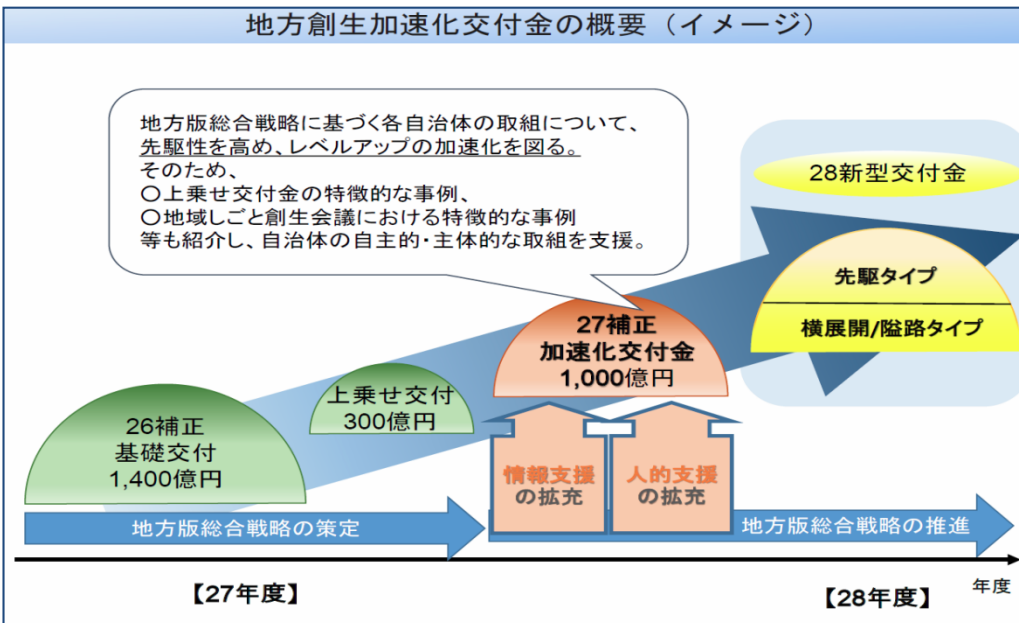 地方創生加速化交付金の概要（イメージ）
地方版総合戦略に基づく各自治体の取組について、
先駆性を高め、レベルアップの加速化を図る。
そのため、
○上乗せ交付金の特徴的な事例、
○地域しごと創生会議における特徴的な事例
等も紹介し、自治体の自主的・主体的な取組を支援。
28新型交付金
先駆タイプ
横展開/隘路タイプ
27補正
加速化交付金
1,000億円
上乗せ交付
300億円
26補正
基礎交付
1,400億円
情報支援
の拡充
人的支援
の拡充
地方版総合戦略の策定
地方版総合戦略の推進
【27年度】
【28年度】
年度